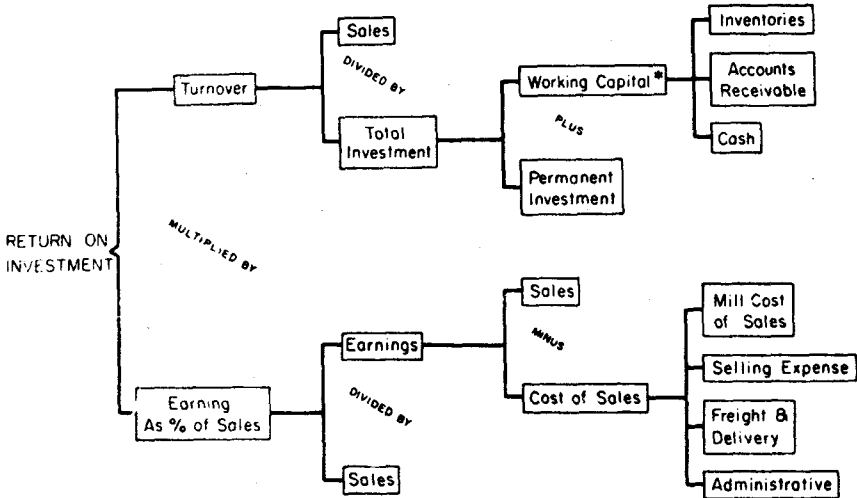 Sales
Inventories
DIVIDED BY
Turnover
Working Capital*
Accounts
Receivable
Total
Investment
PLUS
Cash
Permanent
Investment
MULTIPLIED BY
RETURN ON
INVESTMENT
Sales
Mill Cost
of Sales
Earnings
MINUS
Selling Expense
Earning
As % of Sales
DIVIDED BY
Cost of Sales
Freight &
Delivery
Sales
Administrative